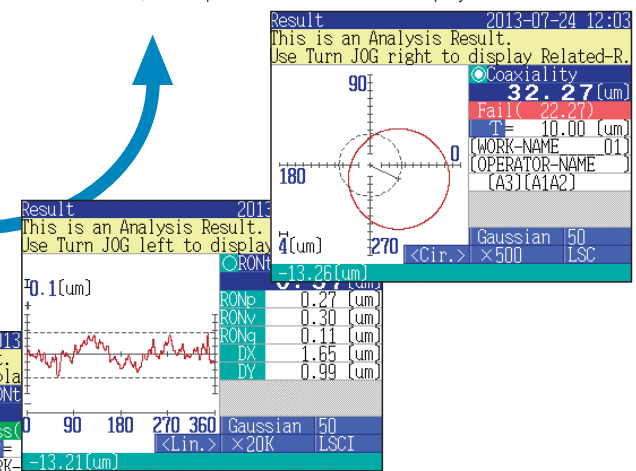 Result 2013-07-24 12:03
This is an Analysis Result.
Use Turn JOG right to display Related-R.
90
180
0
270
4[um]
<Cir.>
◎Coaxiality
32.27[um]
Fail( 22.27)
T= 10.00 [um]
[WORK-NAME 01]
[OPERATOR-NAME ]
[A3][A1A2]
Gaussian 50
×500 LSC
-13.26[um]
Result 2013
This is an Analysis Result.
Use Turn JOG left to display
○RONt
0.1[um]
RONp 0.27 [um]
RONv 0.30 [um]
RONq 0.11 [um]
DX 1.65 [um]
DY 0.99 [um]
0 90 180 270 360
<Lin.>
Gaussian 50
×20K LSCI
-13.21[um]